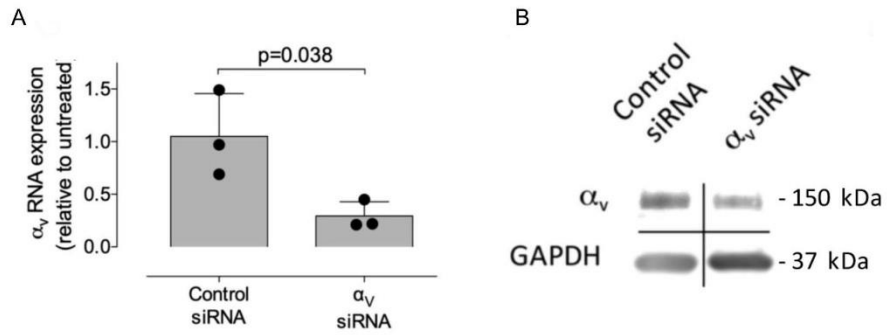 A
p=0.038
αv RNA expression
(relative to untreated)
1.5
1.0
0.5
0.0
Control
siRNA
αV
siRNA
B
Control
siRNA
αv siRNA
αv
- 150 kDa
GAPDH
- 37 kDa